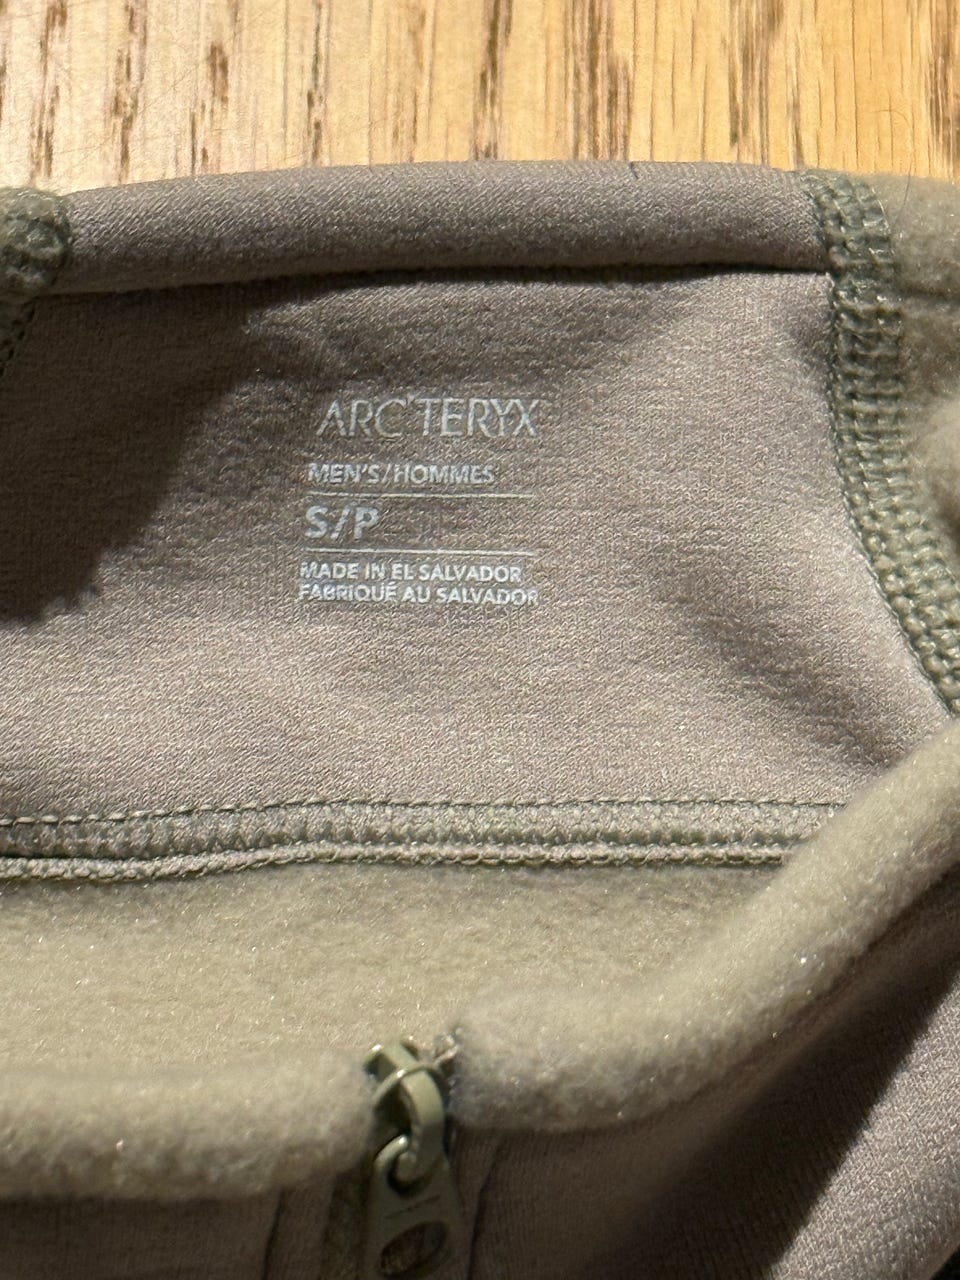 ARC'TERYX
MEN'S/HOMMES
S/P
MADE IN EL SALVADOR
FABRIQUÉ AU SALVADOR